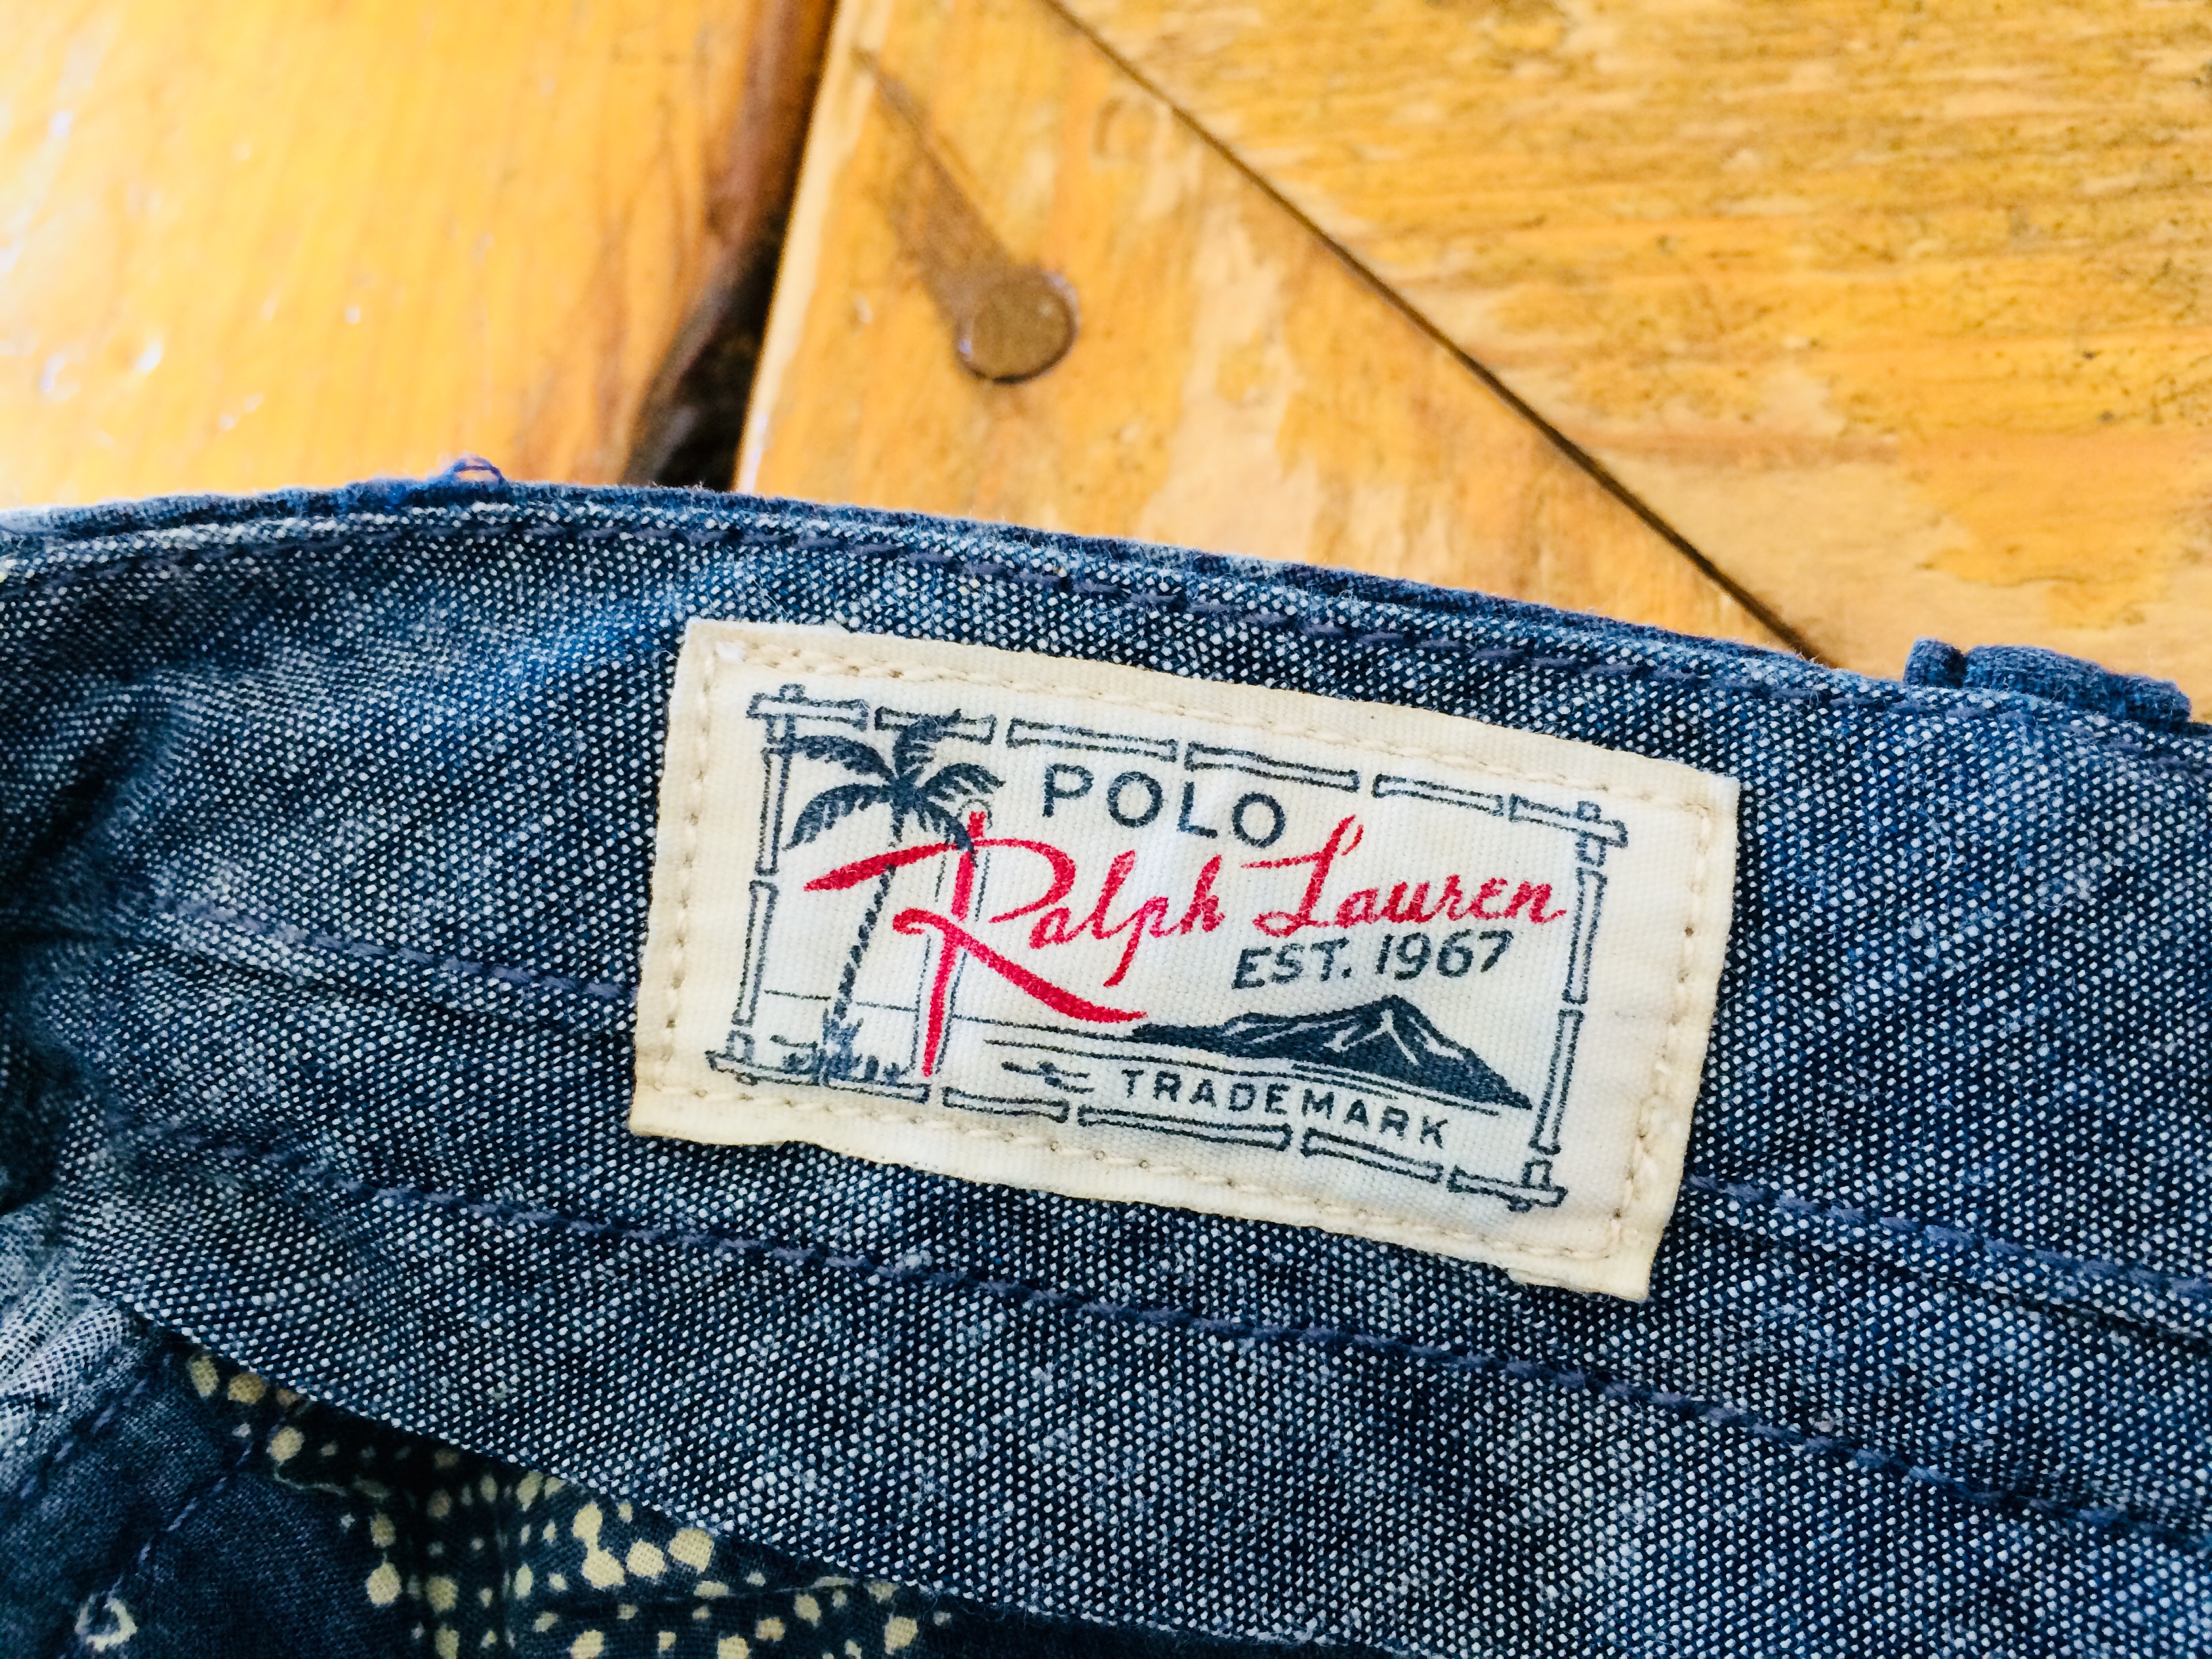 POLO
Ralph Lauren
EST. 1967
TRADEMARK